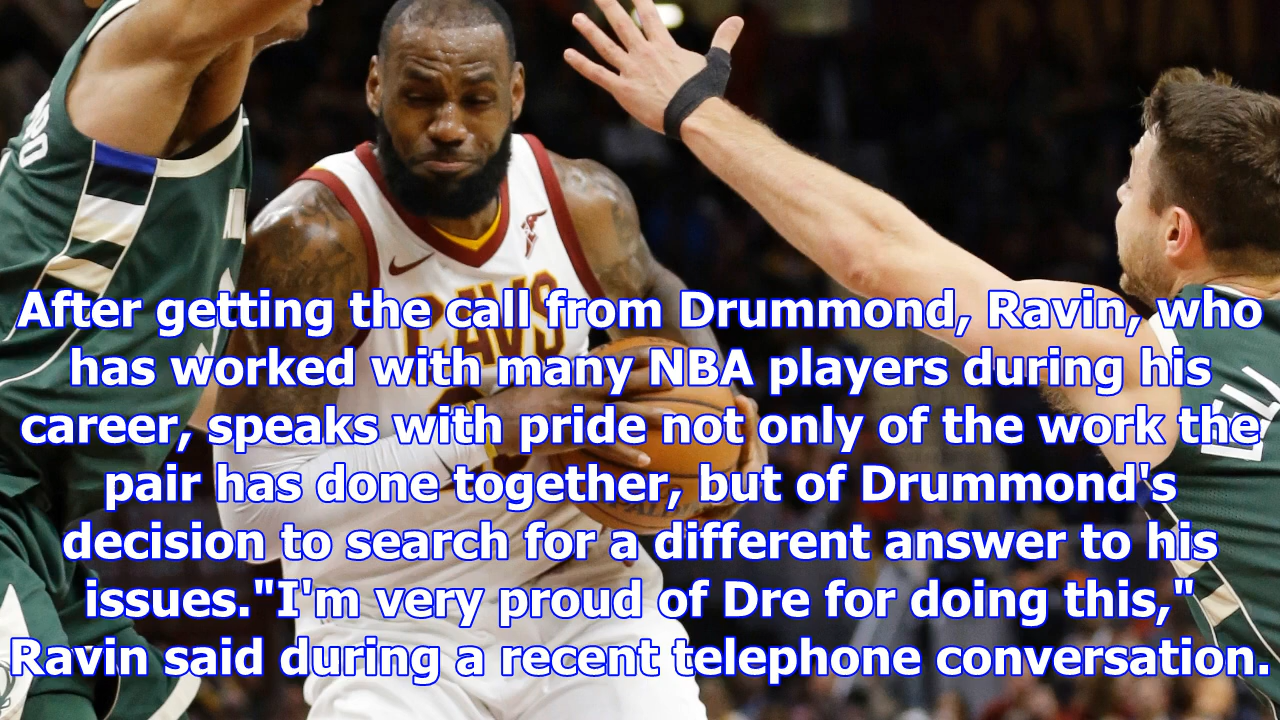 After getting the call from Drummond, Ravin, who
has worked with many NBA players during his
career, speaks with pride not only of the work the
pair has done together, but of Drummond's
decision to search for a different answer to his
issues."I'm very proud of Dre for doing this,"
Ravin said during a recent telephone conversation.
CAVS